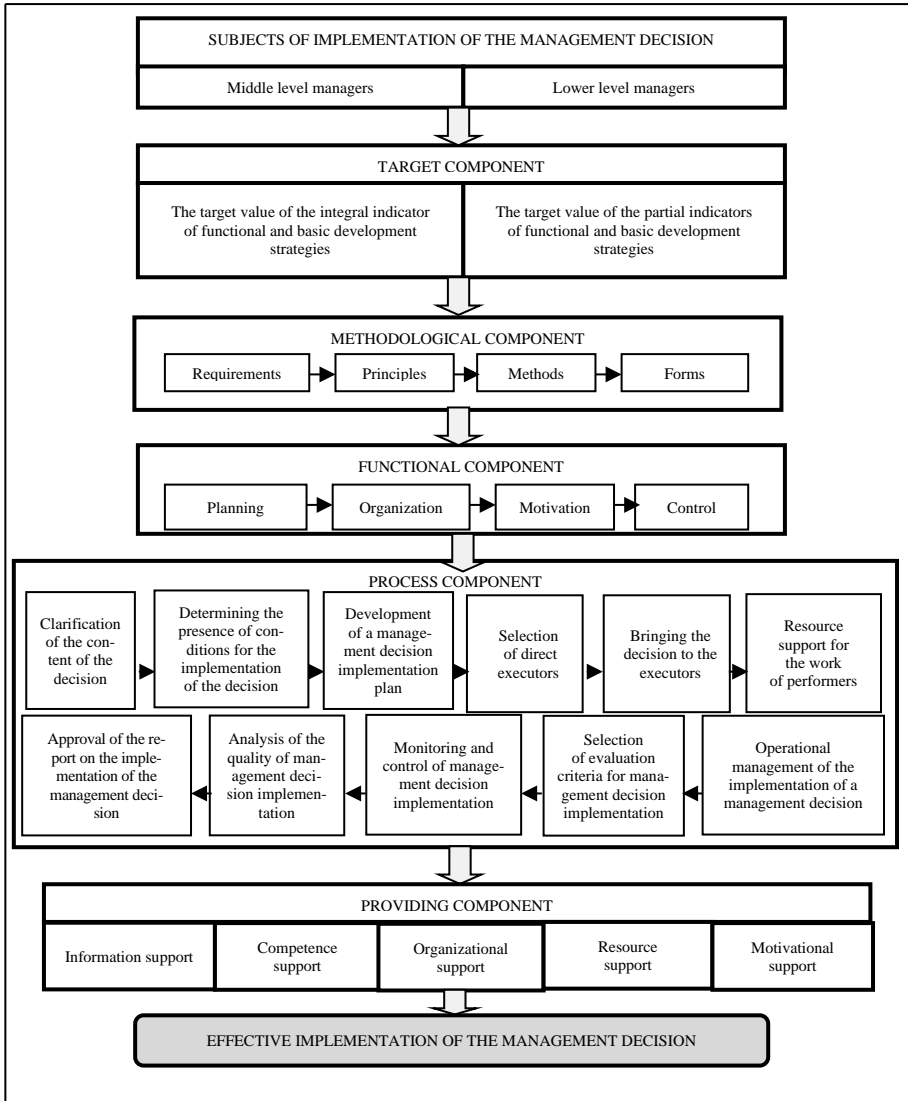 SUBJECTS OF IMPLEMENTATION OF THE MANAGEMENT DECISION
Middle level managers
Lower level managers
TARGET COMPONENT
The target value of the integral indicator
of functional and basic development
strategies
The target value of the partial indicators
of functional and basic development
strategies
METHODOLOGICAL COMPONENT
Requirements
Principles
Methods
Forms
FUNCTIONAL COMPONENT
Planning
Organization
Motivation
Control
PROCESS COMPONENT
Clarification
of the con-
tent of the
decision
Determining the
presence of con-
ditions for the
implementation
of the decision
Development
of a manage-
ment decision
implementation
plan
Selection
of direct
executors
Bringing the
decision to the
executors
Resource
support for
the work
of performers
Approval of the re-
port on the imple-
mentation of the
management deci-
sion
Analysis of the
quality of man-
agement deci-
sion implemen-
tation
Monitoring and
control of manage-
ment decision
implementation
Selection
of evaluation
criteria for man-
agement decision
implementation
Operational
management of the
implementation of a
management decision
PROVIDING COMPONENT
Information support
Competence
support
Organizational
support
Resource
support
Motivational
support
EFFECTIVE IMPLEMENTATION OF THE MANAGEMENT DECISION